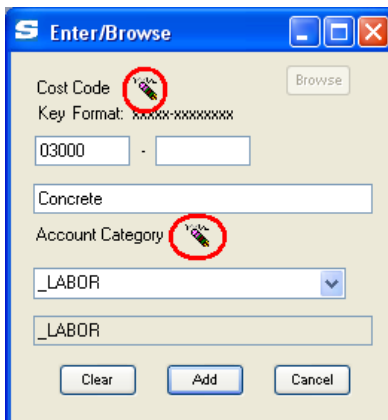 S Enter/Browse
Cost Code
Browse
Key Format: xxxxx-xxxxxxxx
03000 -
Concrete
Account Category
_LABOR
_LABOR
Clear Add Cancel